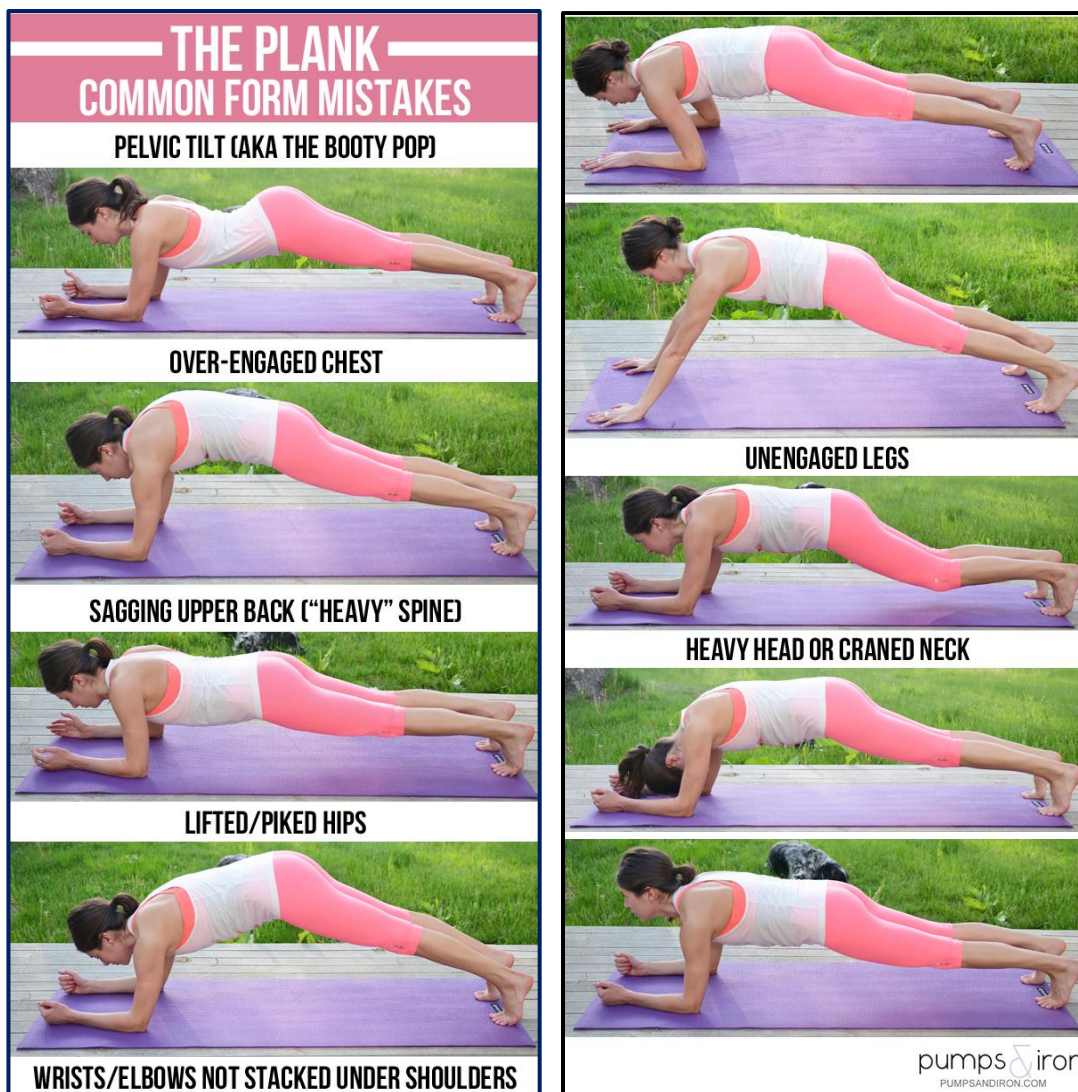 THE PLANK
COMMON FORM MISTAKES
PELVIC TILT (AKA THE BOOTY POP)
OVER-ENGAGED CHEST
SAGGING UPPER BACK ("HEAVY" SPINE)
LIFTED/PIKED HIPS
WRISTS/ELBOWS NOT STACKED UNDER SHOULDERS
UNENGAGED LEGS
HEAVY HEAD OR CRANED NECK
pumps & iron
PUMPSANDIRON.COM